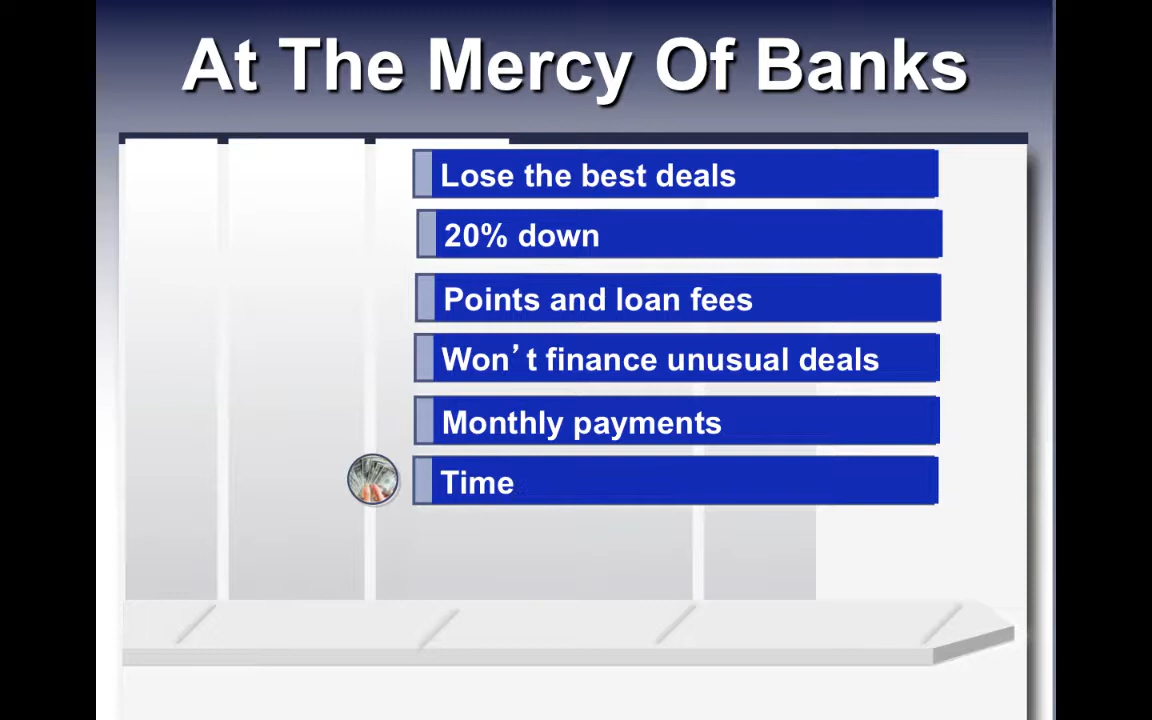 At The Mercy Of Banks
Lose the best deals
20% down
Points and loan fees
Won’t finance unusual deals
Monthly payments
Time